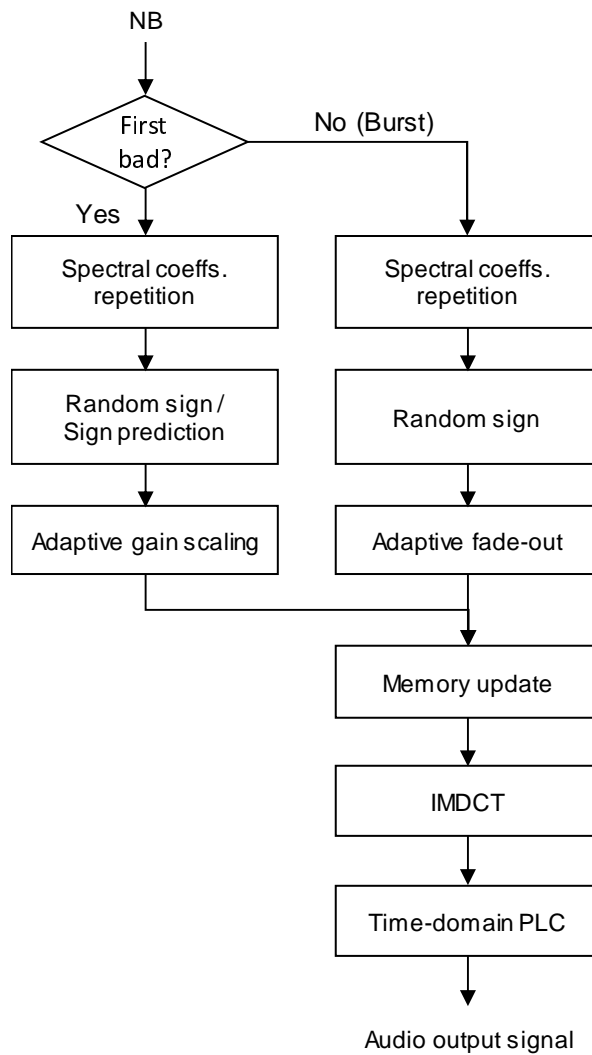 NB
First
bad?
No (Burst)
Yes
Spectral coeffs.
repetition
Spectral coeffs.
repetition
Random sign /
Sign prediction
Random sign
Adaptive gain scaling
Adaptive fade-out
Memory update
IMDCT
Time-domain PLC
Audio output signal